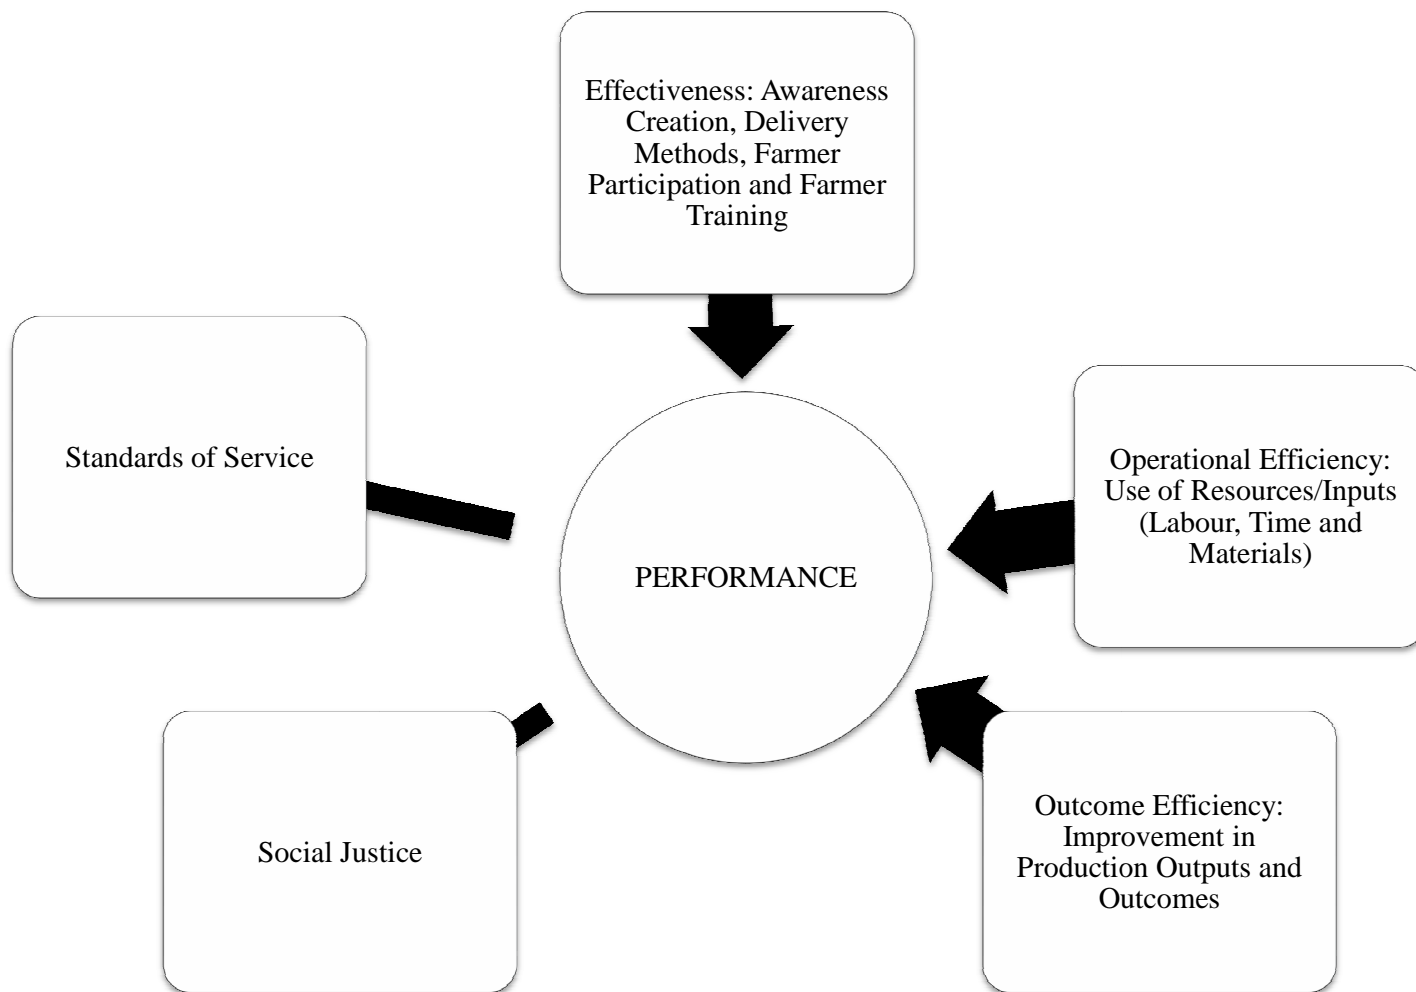 Effectiveness: Awareness
Creation, Delivery
Methods, Farmer
Participation and Farmer
Training
Standards of Service
Operational Efficiency:
Use of Resources/Inputs
(Labour, Time and
Materials)
PERFORMANCE
Social Justice
Outcome Efficiency:
Improvement in
Production Outputs and
Outcomes